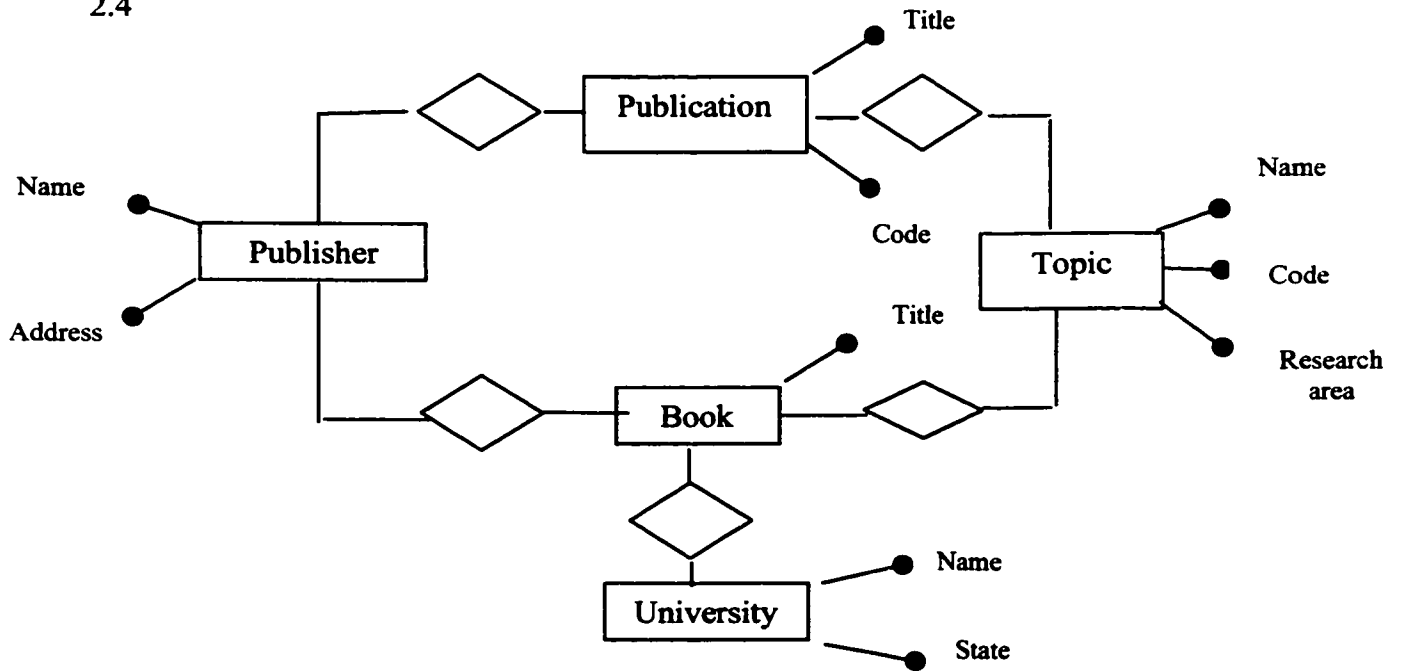 2.4
Title
Publication
Name
Name
Code
Publisher
Topic
Code
Title
Address
Research
area
Book
Name
University
State